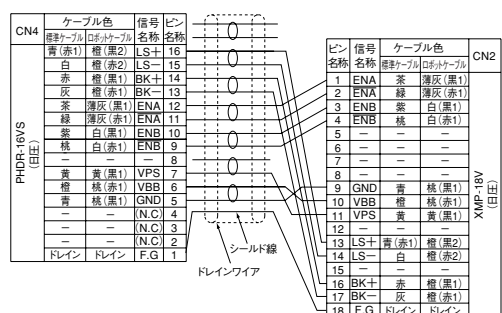 CN4 ケーブル色 信号名称 ピン名称
標準ケーブル ロボットケーブル
青(赤1) 橙(黒2) LS+ 16
白 橙(赤2) LS− 15
赤 橙(黒1) BK+ 14
灰 橙(赤1) BK− 13
茶 薄灰(黒1) ENA 12
緑 薄灰(赤1) ENA 11
紫 白(黒1) ENB 10
桃 白(赤1) ENB 9
− − − 8
黄 黄(黒1) VPS 7
橙 桃(赤1) VBB 6
青 桃(黒1) GND 5
− − (N.C) 4
− − (N.C) 3
− − (N.C) 2
ドレイン ドレイン F.G 1
PHDR-16VS
(日圧)
シールド線
ドレインワイア
ピン名称 信号名称 ケーブル色 CN2
標準ケーブル ロボットケーブル
1 ENA 茶 薄灰(黒1)
2 ENA 緑 薄灰(赤1)
3 ENB 紫 白(黒1)
4 ENB 桃 白(赤1)
5 − − −
6 − − −
7 − − −
8 − − −
9 GND 青 桃(黒1)
10 VBB 橙 桃(赤1)
11 VPS 黄 黄(黒1)
12 − − −
13 LS+ 青(赤1) 橙(黒2)
14 LS− 白 橙(赤2)
15 − − −
16 BK+ 赤 橙(黒1)
17 BK− 灰 橙(赤1)
18 F.G ドレイン ドレイン
XMP-18V
(日圧)